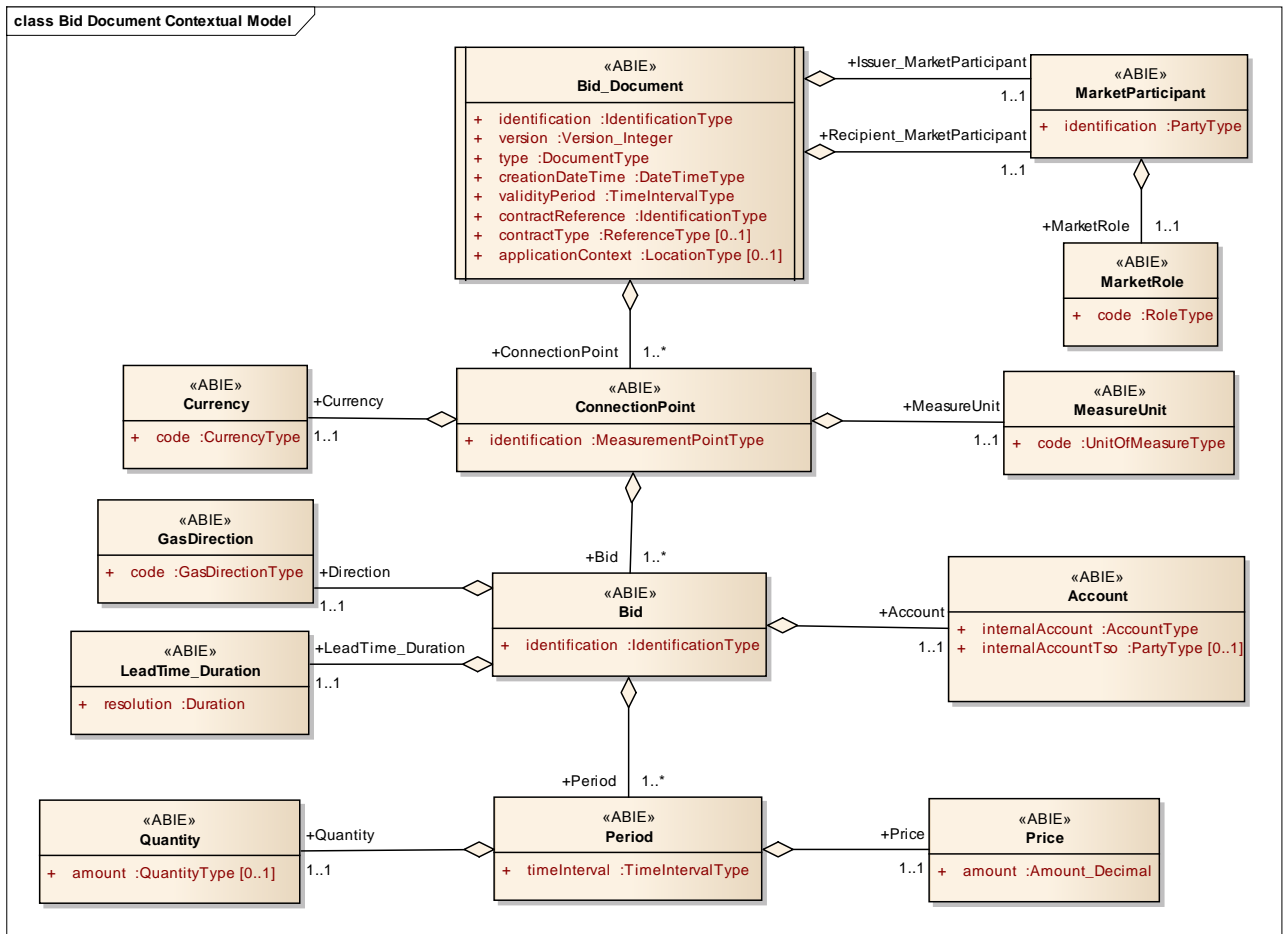 class Bid Document Contextual Model
«ABIE»
Bid_Document
+ identification :IdentificationType
+ version :Version_Integer
+ type :DocumentType
+ creationDateTime :DateTimeType
+ validityPeriod :TimeIntervalType
+ contractReference :IdentificationType
+ contractType :ReferenceType [0..1]
+ applicationContext :LocationType [0..1]
+Issuer_MarketParticipant
1..1
+Recipient_MarketParticipant
1..1
«ABIE»
MarketParticipant
+ identification :PartyType
+MarketRole 1..1
«ABIE»
MarketRole
+ code :RoleType
+ConnectionPoint 1..*
«ABIE»
Currency
+ code :CurrencyType
+Currency
1..1
«ABIE»
ConnectionPoint
+ identification :MeasurementPointType
+MeasureUnit
1..1
«ABIE»
MeasureUnit
+ code :UnitOfMeasureType
«ABIE»
GasDirection
+ code :GasDirectionType
+Direction
1..1
+Bid 1..*
«ABIE»
Bid
+ identification :IdentificationType
+Account
1..1
«ABIE»
Account
+ internalAccount :AccountType
+ internalAccountTso :PartyType [0..1]
«ABIE»
LeadTime_Duration
+ resolution :Duration
+LeadTime_Duration
1..1
+Period 1..*
«ABIE»
Quantity
+ amount :QuantityType [0..1]
+Quantity
1..1
«ABIE»
Period
+ timeInterval :TimeIntervalType
+Price
1..1
«ABIE»
Price
+ amount :Amount_Decimal